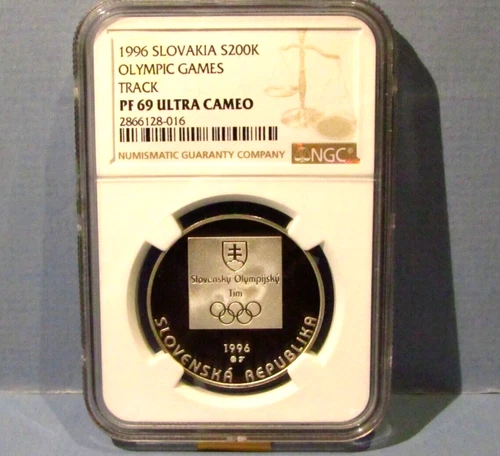 1996 SLOVAKIA S200K
OLYMPIC GAMES
TRACK
PF 69 ULTRA CAMEO
2866128-016
NUMISMATIC GUARANTY COMPANY
NGC®
Slovenský Olympijský
Tím
1996
SLOVENSKÁ REPUBLIKA